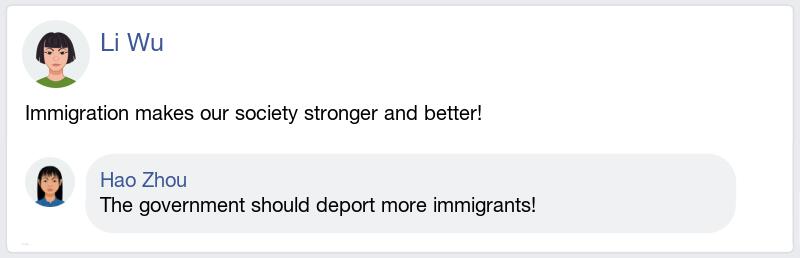 Li Wu
Immigration makes our society stronger and better!
Hao Zhou
The government should deport more immigrants!